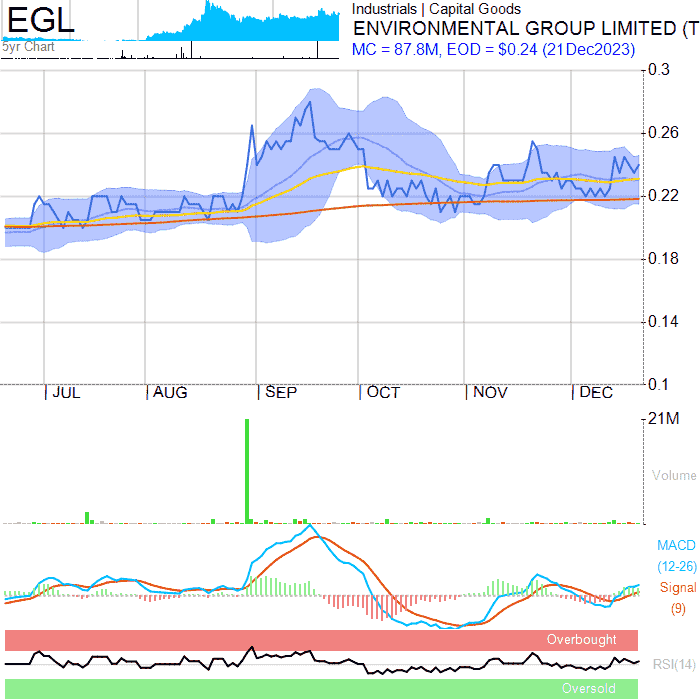 EGL
5yr Chart
Industrials | Capital Goods
ENVIRONMENTAL GROUP LIMITED (T
MC = 87.8M, EOD = $0.24 (21Dec2023)
0.3
0.26
0.22
0.18
0.14
0.1
JUL AUG SEP OCT NOV DEC
21M
Volume
MACD
(12-26)
Signal
(9)
Overbought
RSI(14)
Oversold